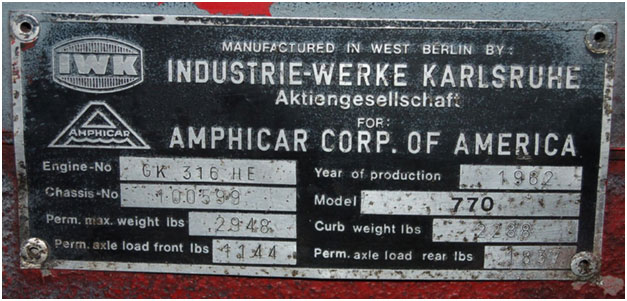 IWK
MANUFACTURED IN WEST BERLIN BY:
INDUSTRIE-WERKE KARLSRUHE
Aktiengesellschaft
FOR:
AMPHICAR
AMPHICAR CORP. OF AMERICA
Engine-No GK 316 HE
Year of production 1962
Chassis-No 100599
Model 770
Perm. max. weight lbs 2948
Curb weight lbs
Perm. axle load front lbs 1144
Perm. axle load rear lbs